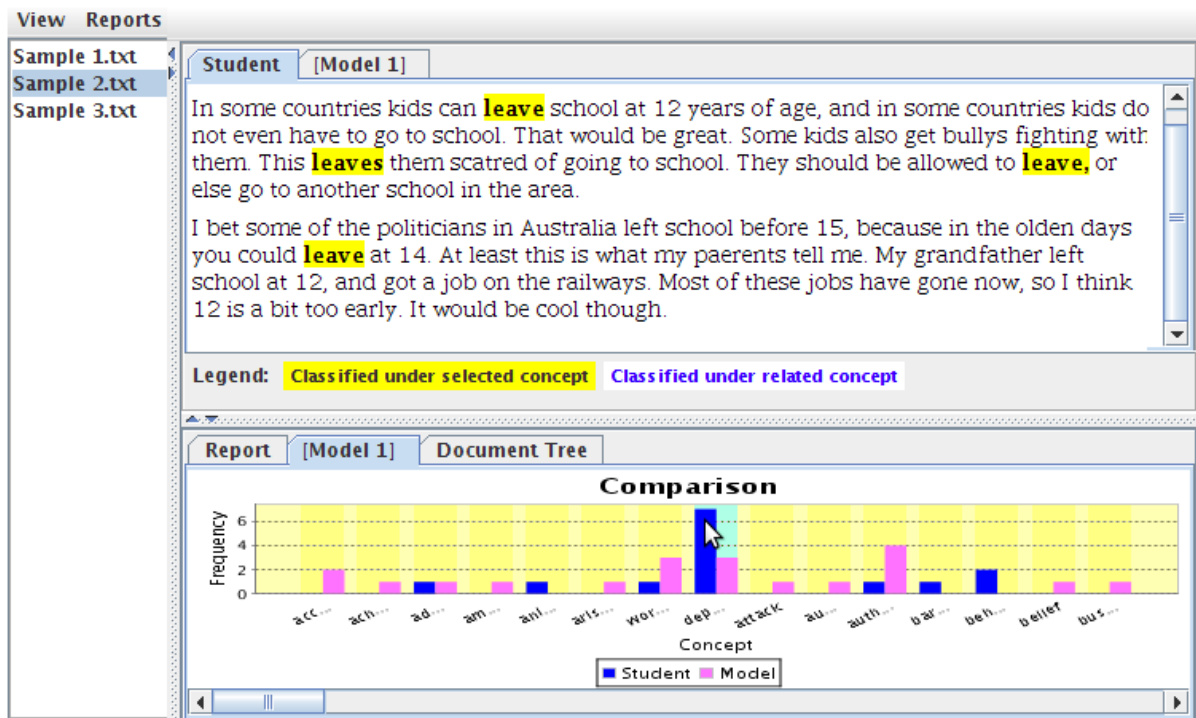 View Reports
Sample 1.txt
Sample 2.txt
Sample 3.txt
Student [Model 1]
In some countries kids can leave school at 12 years of age, and in some countries kids do
not even have to go to school. That would be great. Some kids also get bullys fighting with
them. This leaves them scatred of going to school. They should be allowed to leave, or
else go to another school in the area.
I bet some of the politicians in Australia left school before 15, because in the olden days
you could leave at 14. At least this is what my paerents tell me. My grandfather left
school at 12, and got a job on the railways. Most of these jobs have gone now, so I think
12 is a bit too early. It would be cool though.
Legend: Classified under selected concept Classified under related concept
Report [Model 1] Document Tree
Comparison
Frequency
6
4
2
0
acc... ach... ad... am... ani... aris... wor... dep... attack au... auth... bar... beh... belief bus...
Concept
Student Model